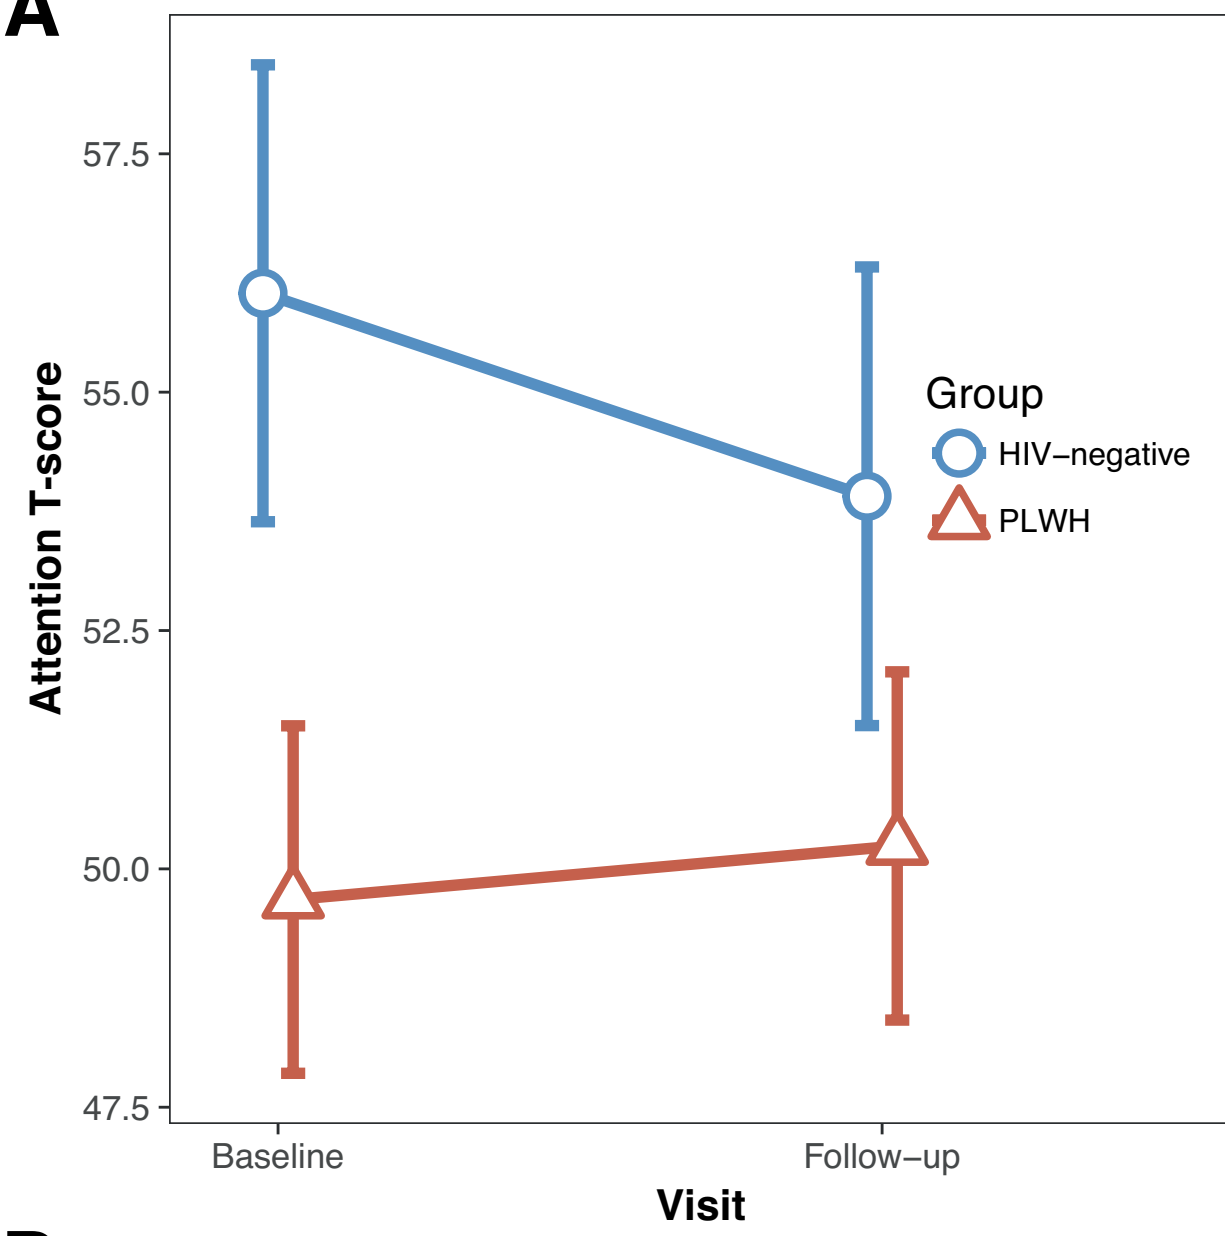 A
57.5
55.0
52.5
50.0
47.5
Attention T-score
Group
HIV−negative
PLWH
Baseline
Follow−up
Visit